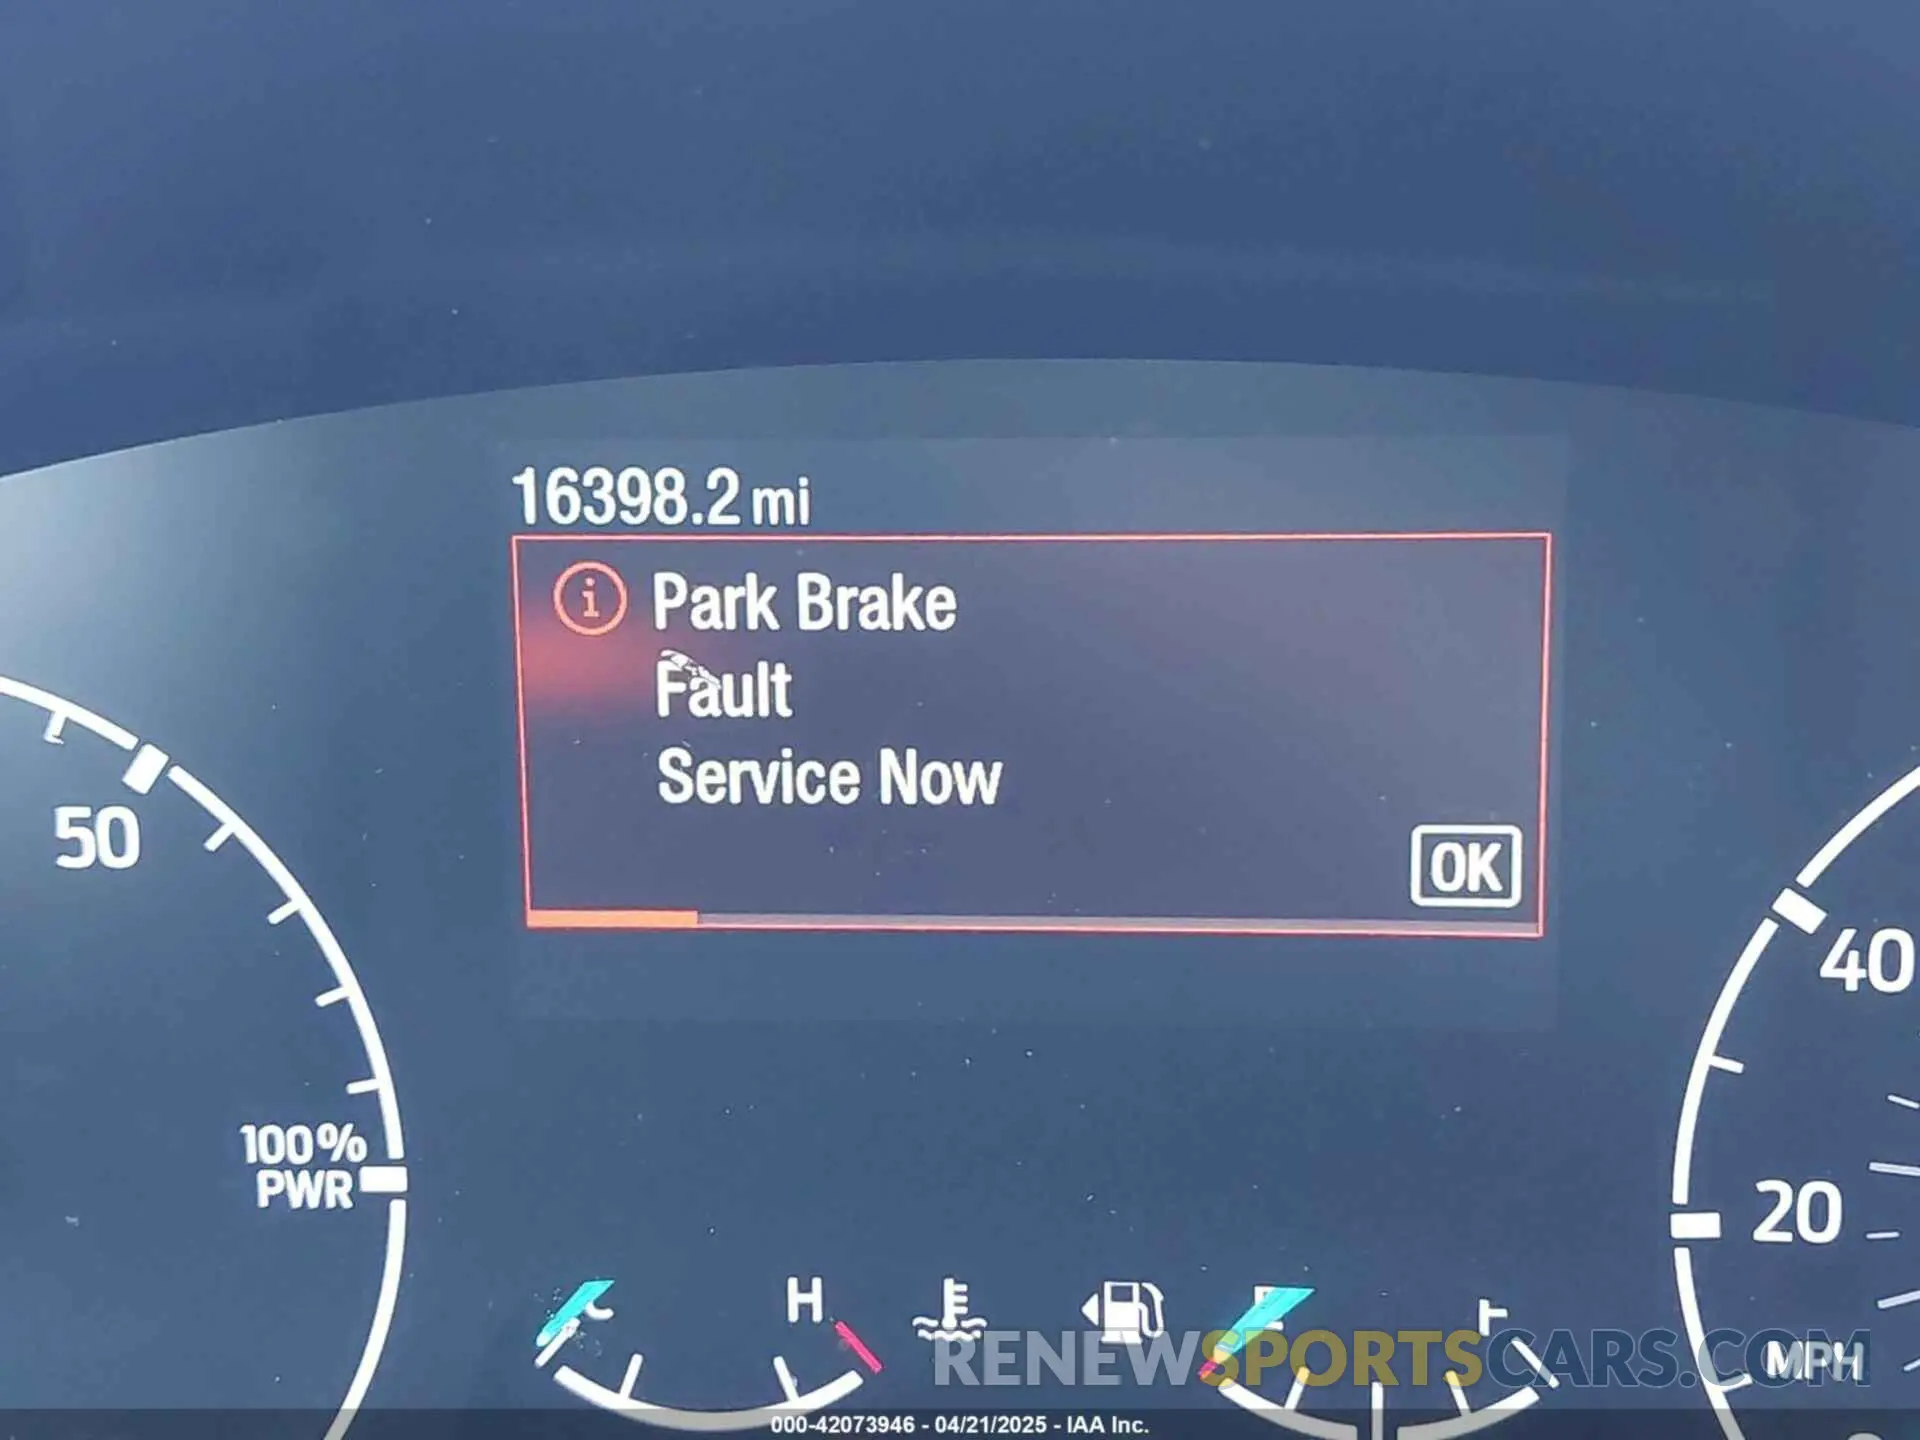 16398.2 mi
i Park Brake
Fault
Service Now
OK
50
40
100%
PWR
20
C
H
E
F
MPH
RENEWSPORTSCARS.COM
000-42073946 - 04/21/2025 - IAA Inc.